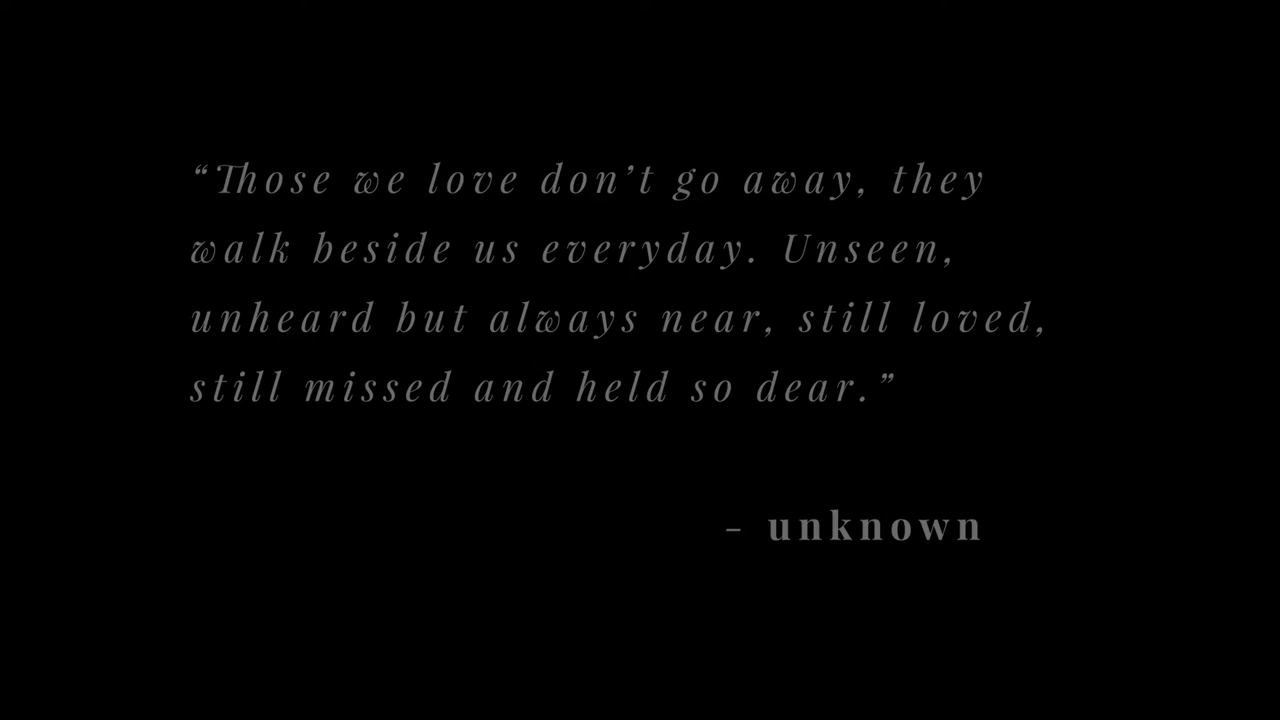 “Those we love don’t go away, they
walk beside us everyday. Unseen,
unheard but always near, still loved,
still missed and held so dear.”
- unknown